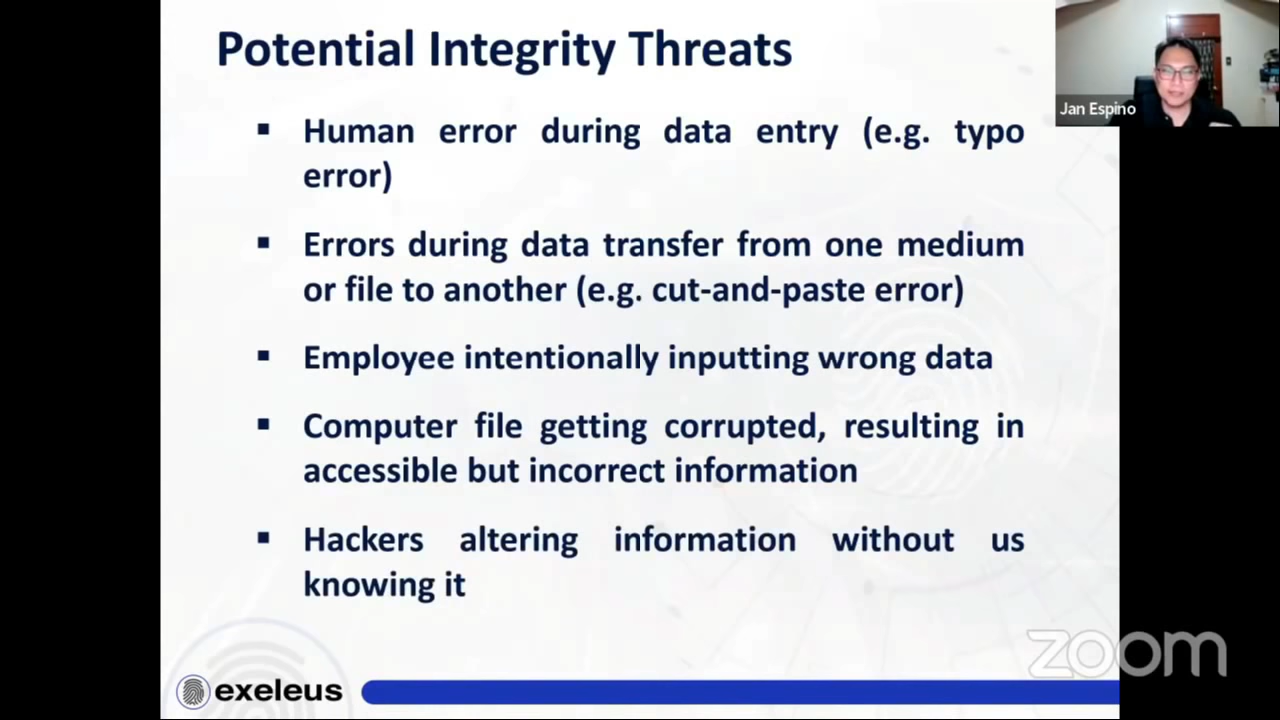 Potential Integrity Threats
Jan Espino
▪ Human error during data entry (e.g. typo
error)
▪ Errors during data transfer from one medium
or file to another (e.g. cut-and-paste error)
▪ Employee intentionally inputting wrong data
▪ Computer file getting corrupted, resulting in
accessible but incorrect information
▪ Hackers altering information without us
knowing it
zoom
exeleus